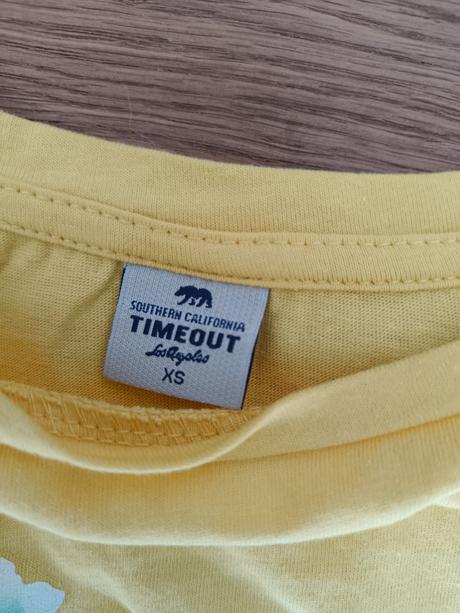 SOUTHERN CALIFORNIA
TIMEOUT
Los Angeles
XS